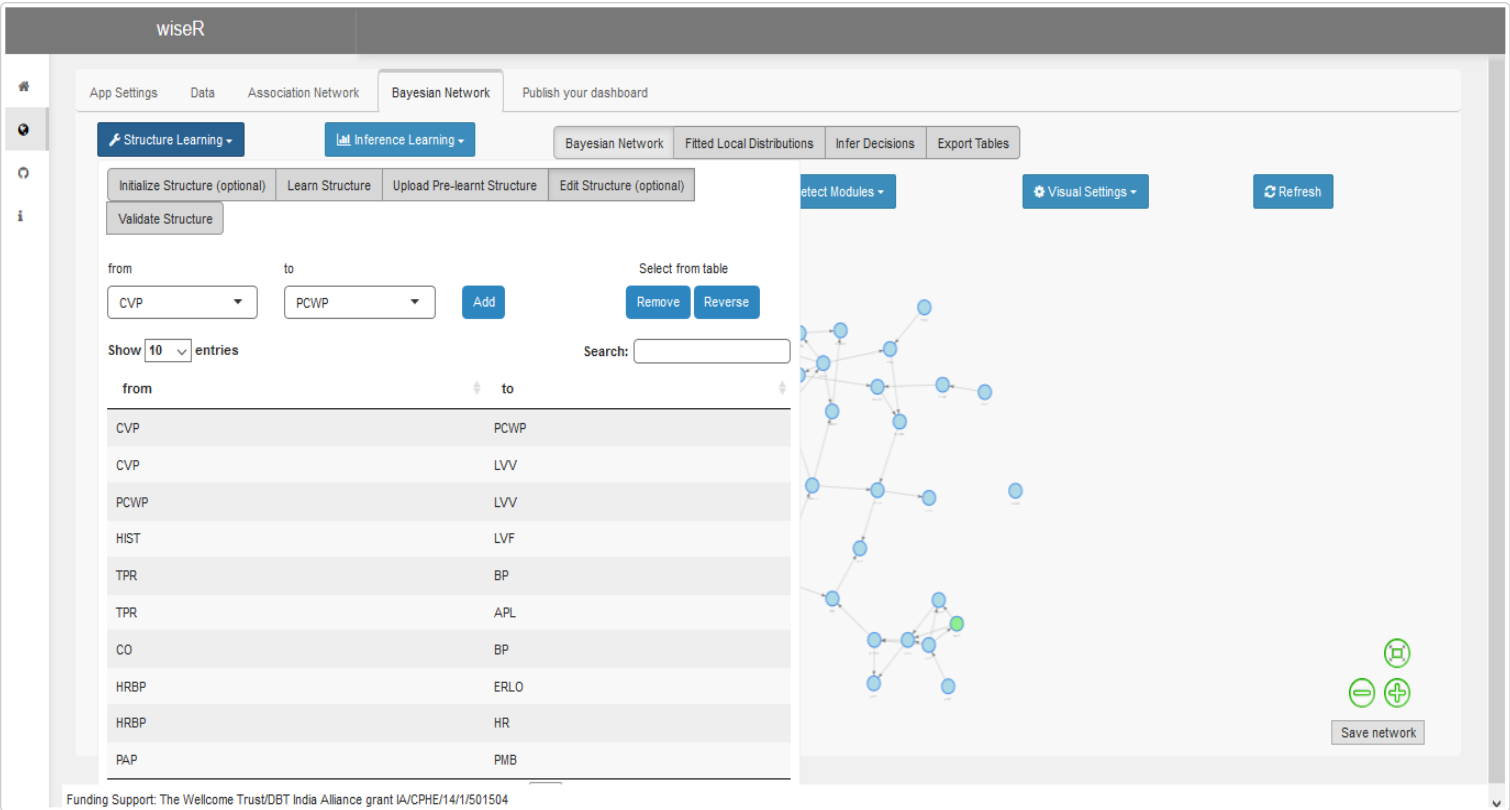 wiseR
App Settings Data Association Network Bayesian Network Publish your dashboard
Structure Learning Inference Learning Bayesian Network Fitted Local Distributions Infer Decisions Export Tables
Initialize Structure (optional) Learn Structure Upload Pre-learnt Structure Edit Structure (optional) etect Modules Visual Settings Refresh
Validate Structure
from to Select from table
CVP PCWP Add Remove Reverse
Show 10 entries Search:
from to
CVP PCWP
CVP LVV
PCWP LVV
HIST LVF
TPR BP
TPR APL
CO BP
HRBP ERLO
HRBP HR
PAP PMB
Save network
Funding Support: The Wellcome Trust/DBT India Alliance grant IA/CPHE/14/1/501504